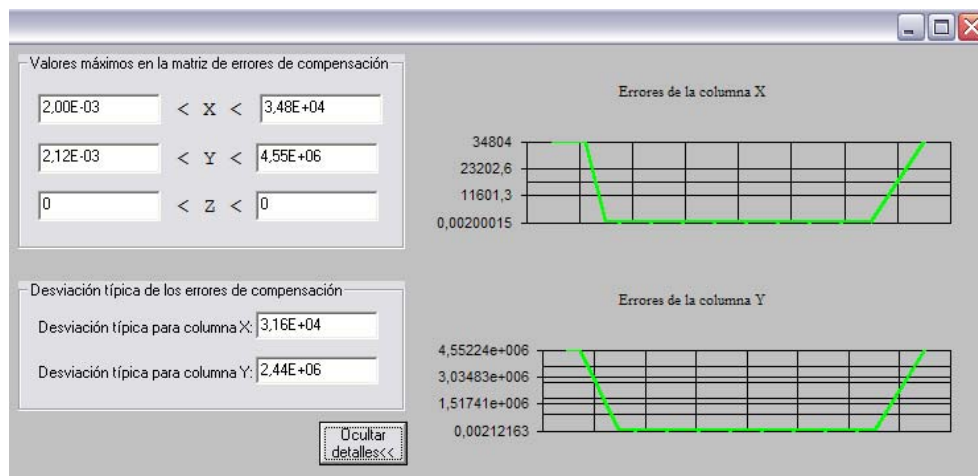 Valores máximos en la matriz de errores de compensación
2,00E-03 < X < 3,48E+04
2,12E-03 < Y < 4,55E+06
0 < Z < 0
Desviación típica de los errores de compensación
Desviación típica para columna X: 3,16E+04
Desviación típica para columna Y: 2,44E+06
Ocultar
detalles<<
Errores de la columna X
34804
23202,6
11601,3
0,00200015
Errores de la columna Y
4,55224e+006
3,03483e+006
1,51741e+006
0,00212163